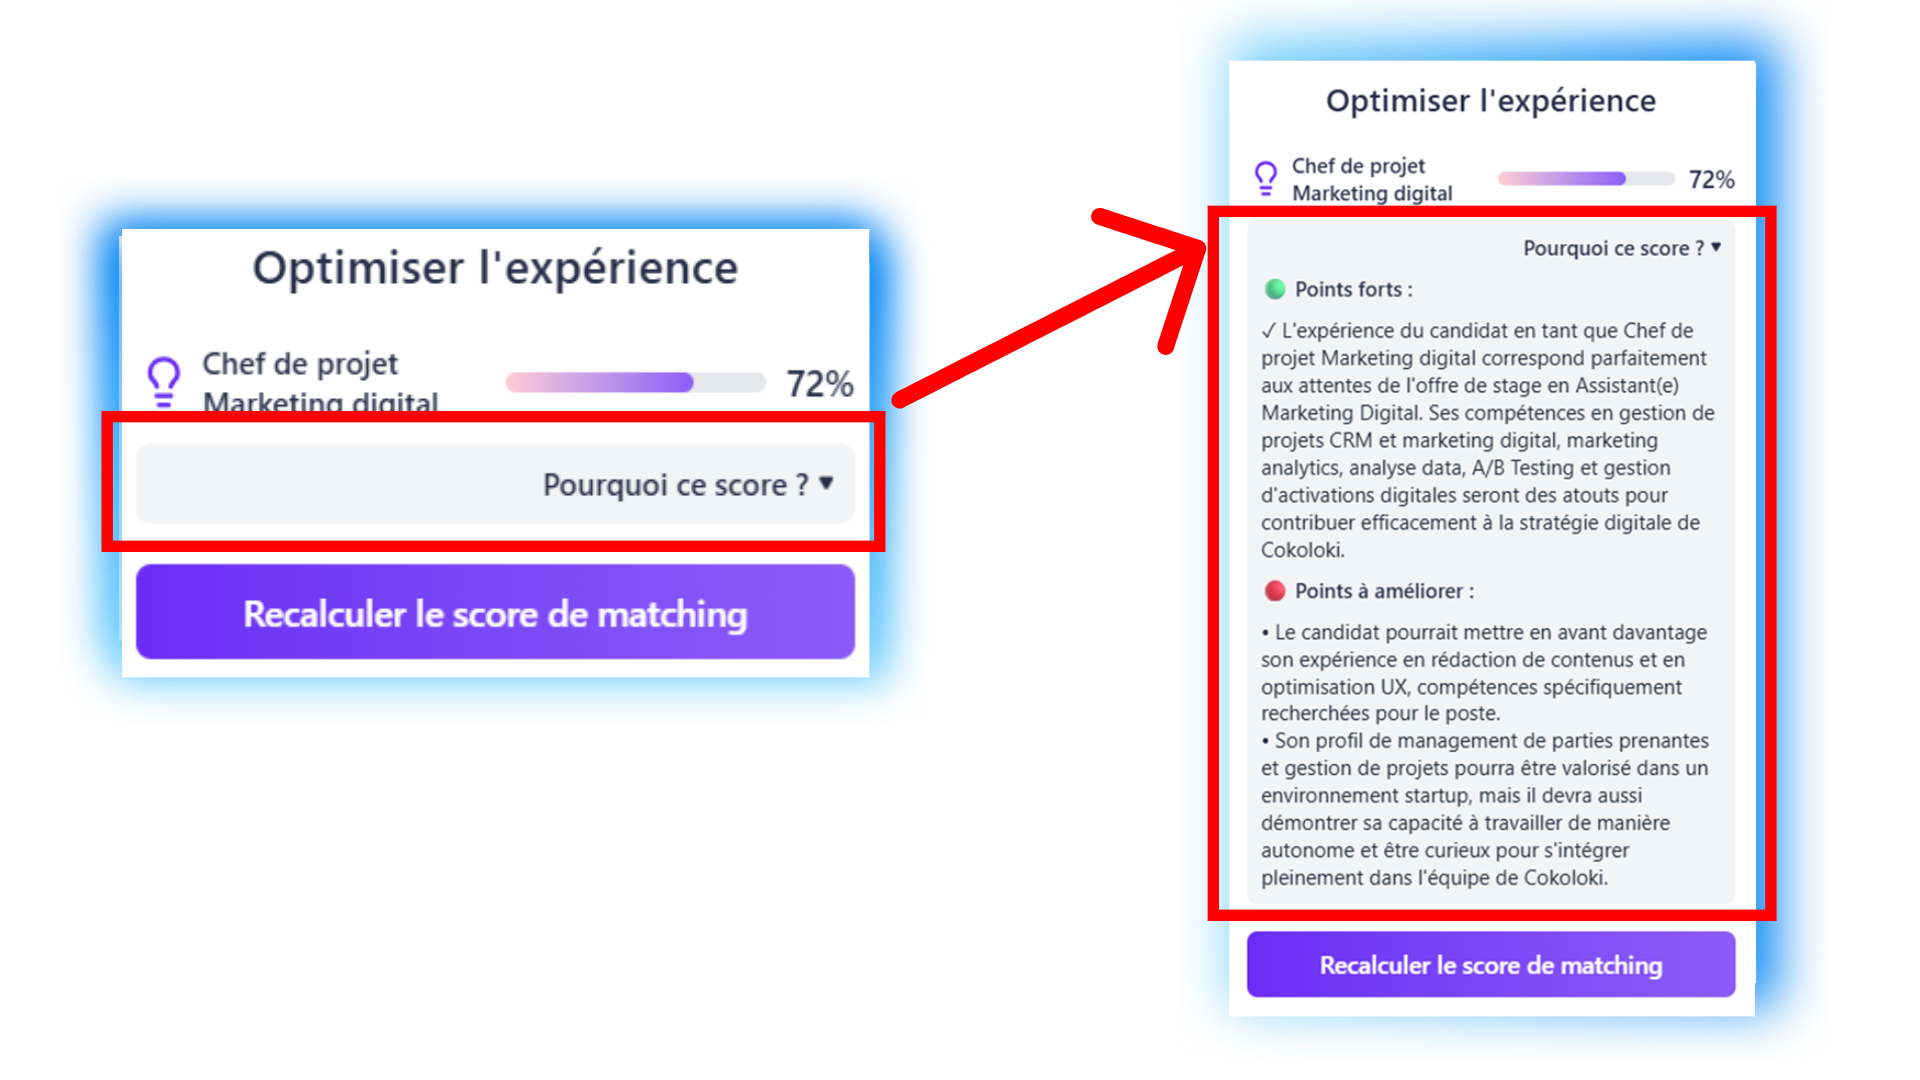 Optimiser l'expérience
Chef de projet
Marketing digital
72%
Pourquoi ce score ? ▼
Recalculer le score de matching
Optimiser l'expérience
Chef de projet
Marketing digital
72%
Pourquoi ce score ? ▼
Points forts :
✓ L'expérience du candidat en tant que Chef de
projet Marketing digital correspond parfaitement
aux attentes de l'offre de stage en Assistant(e)
Marketing Digital. Ses compétences en gestion de
projets CRM et marketing digital, marketing
analytics, analyse data, A/B Testing et gestion
d'activations digitales seront des atouts pour
contribuer efficacement à la stratégie digitale de
Cokoloki.
Points à améliorer :
• Le candidat pourrait mettre en avant davantage
son expérience en rédaction de contenus et en
optimisation UX, compétences spécifiquement
recherchées pour le poste.
• Son profil de management de parties prenantes
et gestion de projets pourra être valorisé dans un
environnement startup, mais il devra aussi
démontrer sa capacité à travailler de manière
autonome et être curieux pour s'intégrer
pleinement dans l'équipe de Cokoloki.
Recalculer le score de matching